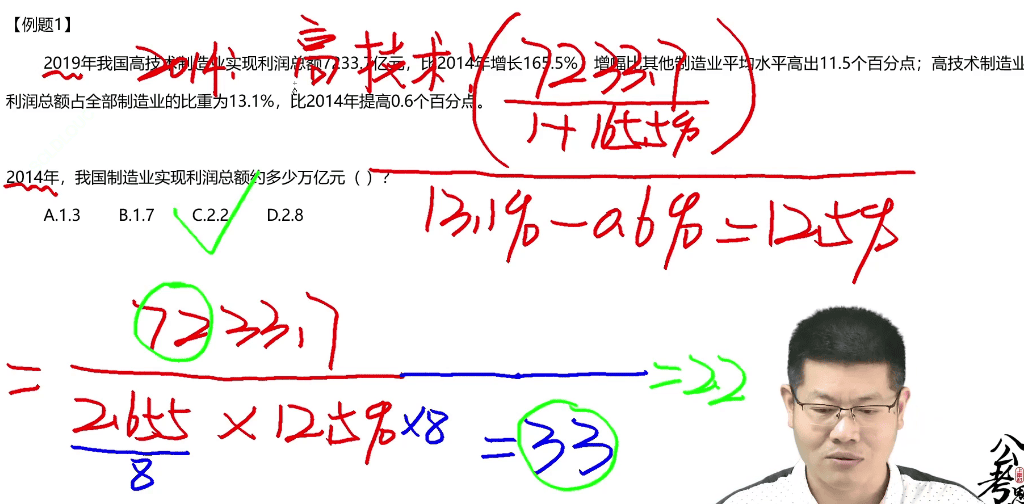 【例题1】
2019年我国高技术制造业实现利润总额7233.7亿元，比2014年增长165.5%，增幅比其他制造业平均水平高出11.5个百分点；高技术制造业
利润总额占全部制造业的比重为13.1%，比2014年提高0.6个百分点。
2014: 高技术:
7233.7
1+165.5%
13.1%-0.6%=12.5%
2014年，我国制造业实现利润总额约多少万亿元（ ）？
A.1.3 B.1.7 C.2.2 D.2.8
7233.7
= =2.2
2.655 ×12.5%×8 =33
8
公考